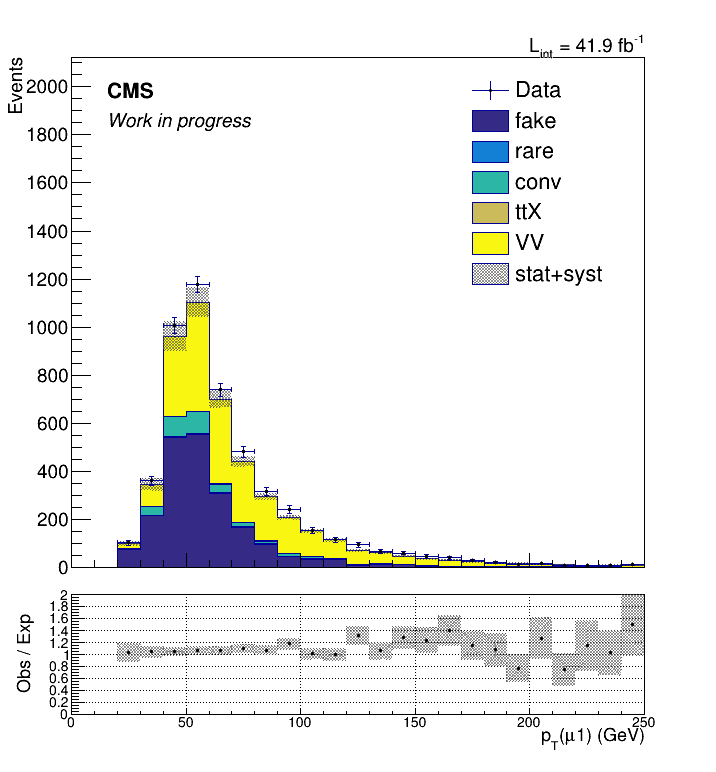 L_int = 41.9 fb^-1
Events
2000
1800
1600
1400
1200
1000
800
600
400
200
0
CMS
Work in progress
Data
fake
rare
conv
ttX
VV
stat+syst
Obs / Exp
2
1.8
1.6
1.4
1.2
1
0.8
0.6
0.4
0.2
0
0 50 100 150 200 250
p_T(μ1) (GeV)